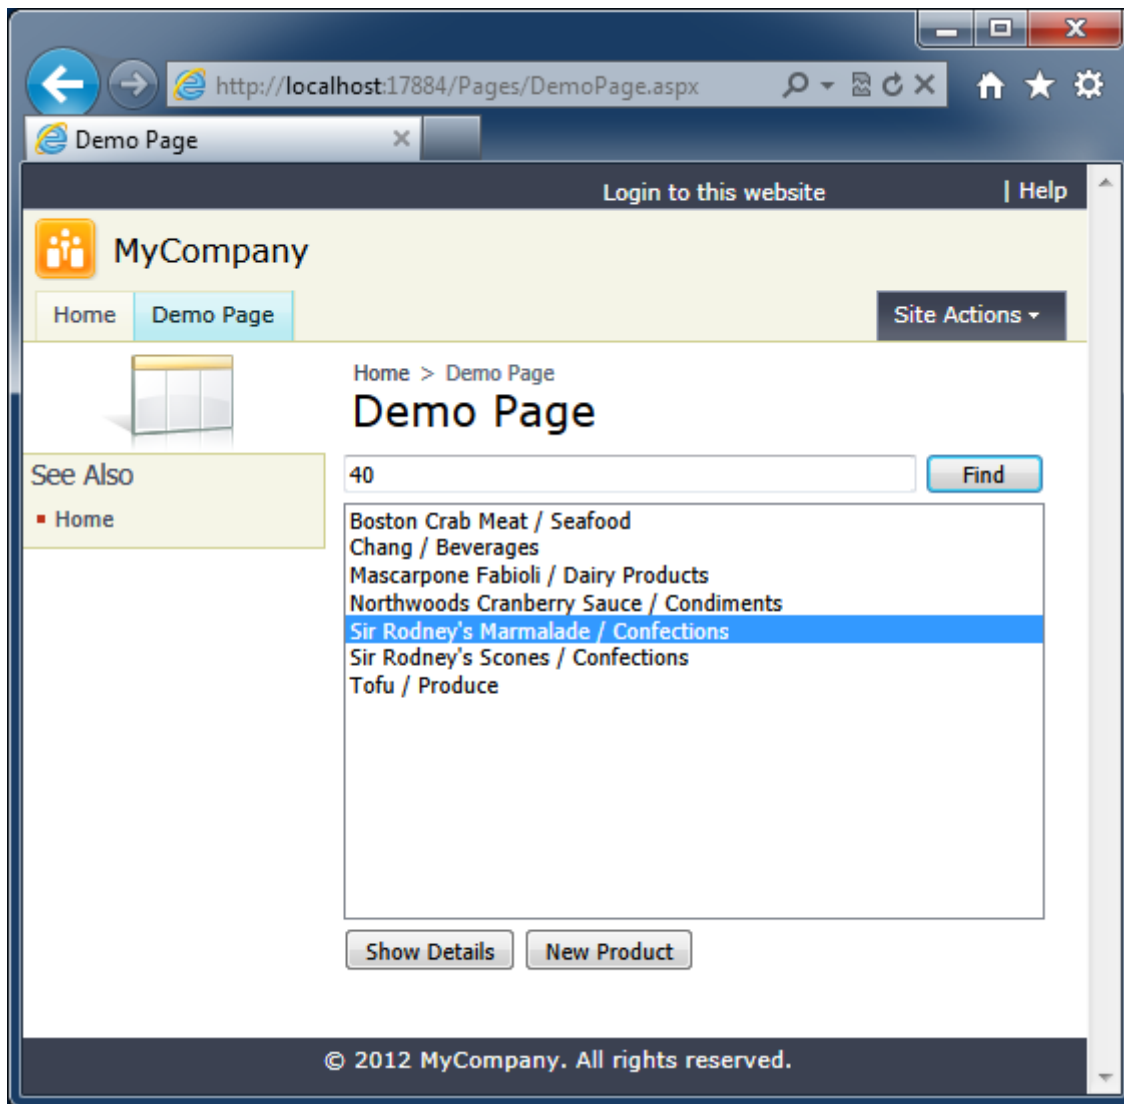 http://localhost:17884/Pages/DemoPage.aspx
Demo Page
Login to this website | Help
MyCompany
Home Demo Page Site Actions
Home > Demo Page
Demo Page
See Also
Home
40 Find
Boston Crab Meat / Seafood
Chang / Beverages
Mascarpone Fabioli / Dairy Products
Northwoods Cranberry Sauce / Condiments
Sir Rodney's Marmalade / Confections
Sir Rodney's Scones / Confections
Tofu / Produce
Show Details New Product
© 2012 MyCompany. All rights reserved.